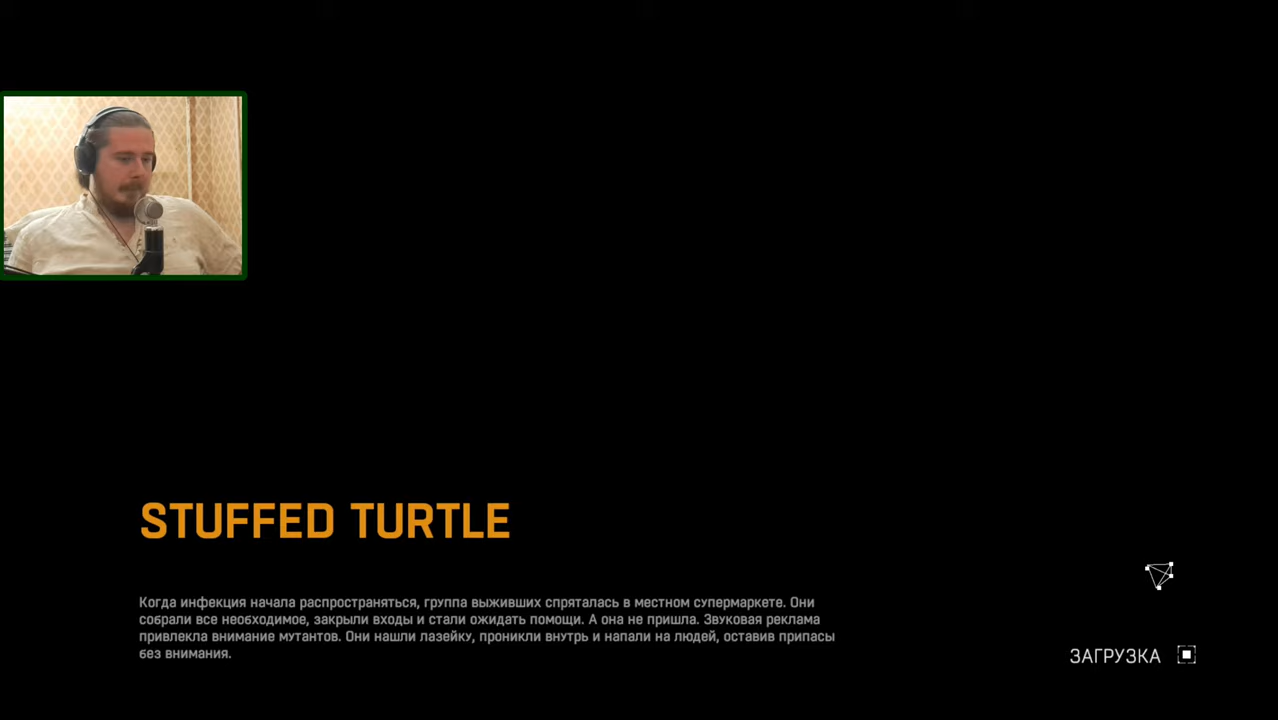 STUFFED TURTLE
Когда инфекция начала распространяться, группа выживших спряталась в местном супермаркете. Они
собрали все необходимое, закрыли входы и стали ожидать помощи. А она не пришла. Звуковая реклама
привлекла внимание мутантов. Они нашли лазейку, проникли внутрь и напали на людей, оставив припасы
без внимания.
ЗАГРУЗКА